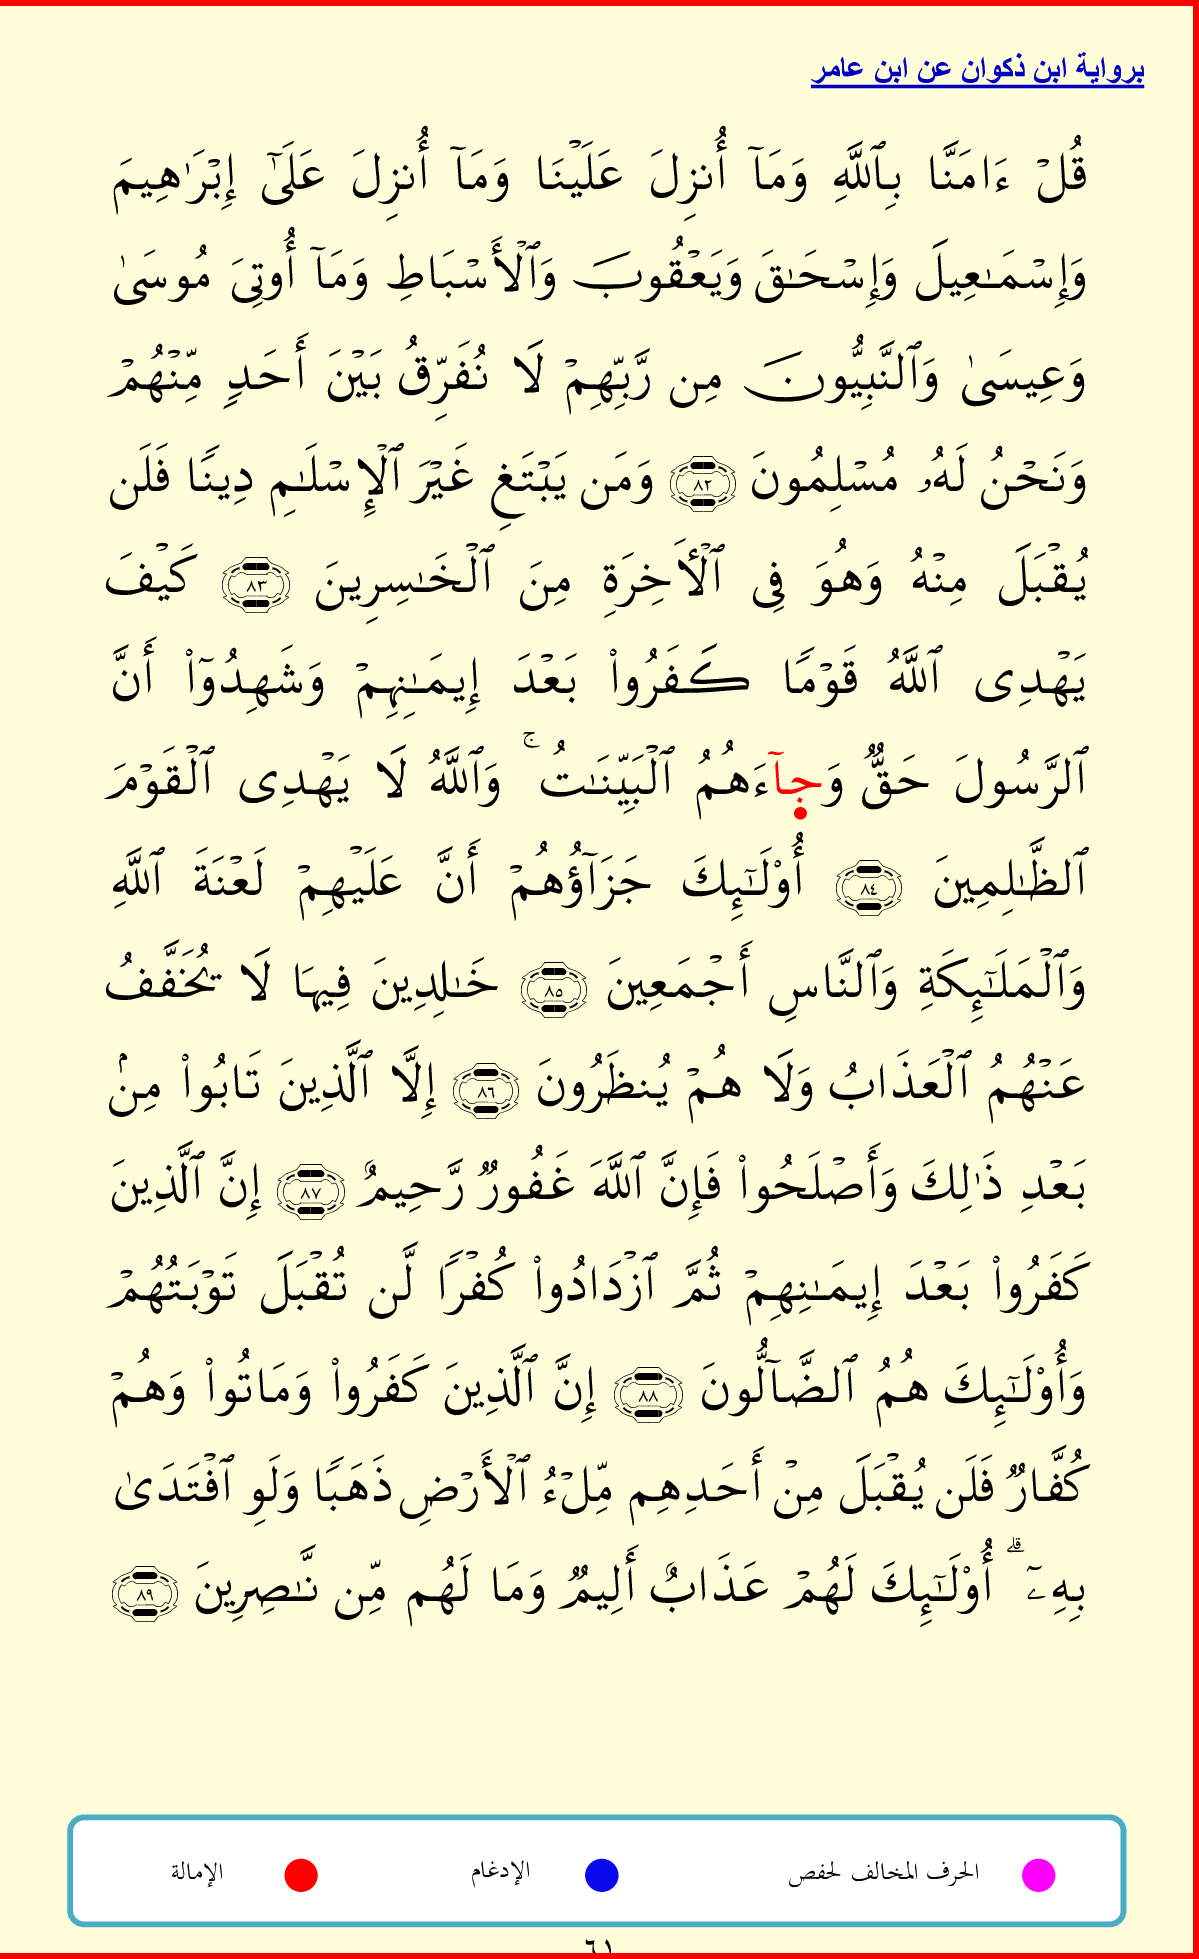 برواية ابن ذكوان عن ابن عامر
قُلۡ ءَامَنَّا بِٱللَّهِ وَمَآ أُنزِلَ عَلَيۡنَا وَمَآ أُنزِلَ عَلَىٰٓ إِبۡرَٰهِيمَ
وَإِسۡمَـٰعِيلَ وَإِسۡحَـٰقَ وَيَعۡقُوبَ وَٱلۡأَسۡبَاطِ وَمَآ أُوتِيَ مُوسَىٰ
وَعِيسَىٰ وَٱلنَّبِيُّونَ مِن رَّبِّهِمۡ لَا نُفَرِّقُ بَيۡنَ أَحَدٍ مِّنۡهُمۡ
وَنَحۡنُ لَهُۥ مُسۡلِمُونَ ٨٢ وَمَن يَبۡتَغِ غَيۡرَ ٱلۡإِسۡلَـٰمِ دِينًا فَلَن
يُقۡبَلَ مِنۡهُ وَهُوَ فِي ٱلۡأَخِرَةِ مِنَ ٱلۡخَـٰسِرِينَ ٨٣ كَيۡفَ
يَهۡدِي ٱللَّهُ قَوۡمًا كَفَرُواْ بَعۡدَ إِيمَـٰنِهِمۡ وَشَهِدُوٓاْ أَنَّ
ٱلرَّسُولَ حَقٌّ وَجِآءَهُمُ ٱلۡبَيِّنَـٰتُ ۚ وَٱللَّهُ لَا يَهۡدِي ٱلۡقَوۡمَ
ٱلظَّـٰلِمِينَ ٨٤ أُوْلَـٰٓئِكَ جَزَآؤُهُمۡ أَنَّ عَلَيۡهِمۡ لَعۡنَةَ ٱللَّهِ
وَٱلۡمَلَـٰٓئِكَةِ وَٱلنَّاسِ أَجۡمَعِينَ ٨٥ خَـٰلِدِينَ فِيهَا لَا يُخَفَّفُ
عَنۡهُمُ ٱلۡعَذَابُ وَلَا هُمۡ يُنظَرُونَ ٨٦ إِلَّا ٱلَّذِينَ تَابُواْ مِنۢ
بَعۡدِ ذَٰلِكَ وَأَصۡلَحُواْ فَإِنَّ ٱللَّهَ غَفُورٌ رَّحِيمٌ ٨٧ إِنَّ ٱلَّذِينَ
كَفَرُواْ بَعۡدَ إِيمَـٰنِهِمۡ ثُمَّ ٱزۡدَادُواْ كُفۡرًا لَّن تُقۡبَلَ تَوۡبَتُهُمۡ
وَأُوْلَـٰٓئِكَ هُمُ ٱلضَّآلُّونَ ٨٨ إِنَّ ٱلَّذِينَ كَفَرُواْ وَمَاتُواْ وَهُمۡ
كُفَّارٌ فَلَن يُقۡبَلَ مِنۡ أَحَدِهِم مِّلۡءُ ٱلۡأَرۡضِ ذَهَبًا وَلَوِ ٱفۡتَدَىٰ
بِهِۦٓ ۗ أُوْلَـٰٓئِكَ لَهُمۡ عَذَابٌ أَلِيمٌ وَمَا لَهُم مِّن نَّـٰصِرِينَ ٨٩
الحرف المخالف لحفص الإدغام الإمالة
٦١